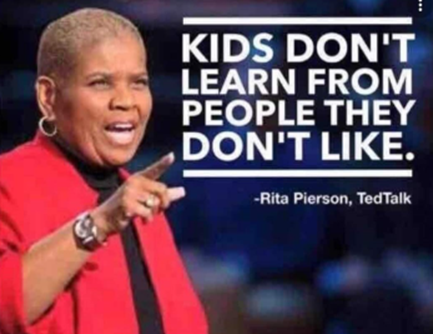 KIDS DON'T
LEARN FROM
PEOPLE THEY
DON'T LIKE.
-Rita Pierson, TedTalk